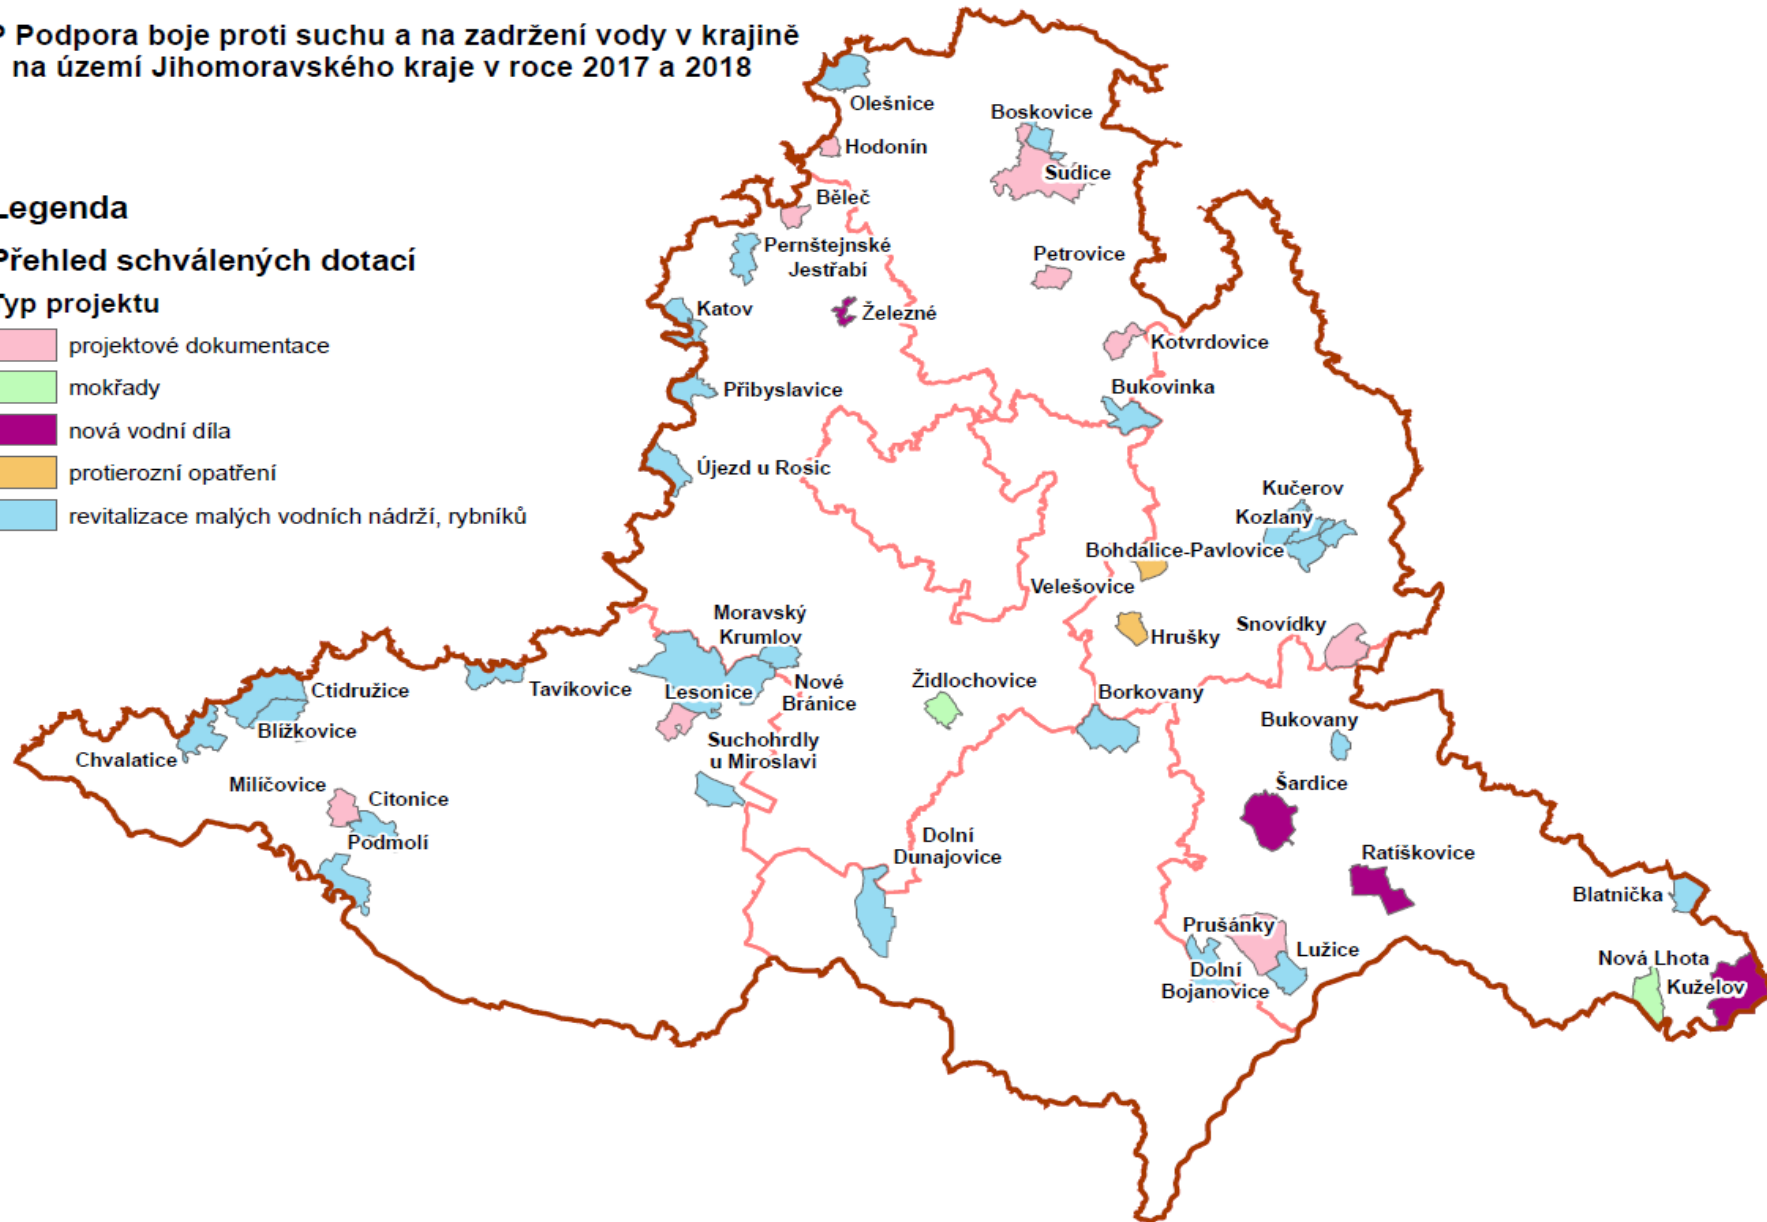 P Podpora boje proti suchu a na zadržení vody v krajině
na území Jihomoravského kraje v roce 2017 a 2018
Legenda
Přehled schválených dotací
Typ projektu
projektové dokumentace
mokřady
nová vodní díla
protierozní opatření
revitalizace malých vodních nádrží, rybníků
Olešnice
Boskovice
Hodonín
Sudice
Běleč
Pernštejnské
Jestřabí
Petrovice
Katov
Železné
Kotvrdovice
Přibyslavice
Bukovinka
Újezd u Rosic
Kučerov
Kozlany
Bohdalice-Pavlovice
Velešovice
Moravský
Krumlov
Hrušky
Snovídky
Ctidružice
Tavíkovice
Lesonice
Nové
Bránice
Židlochovice
Borkovany
Blížkovice
Bukovany
Chvalatice
Suchohrdly
u Miroslavi
Milíčovice
Citonice
Šardice
Podmolí
Dolní
Dunajovice
Ratíškovice
Blatnička
Prušánky
Lužice
Dolní
Bojanovice
Nová Lhota
Kuželov